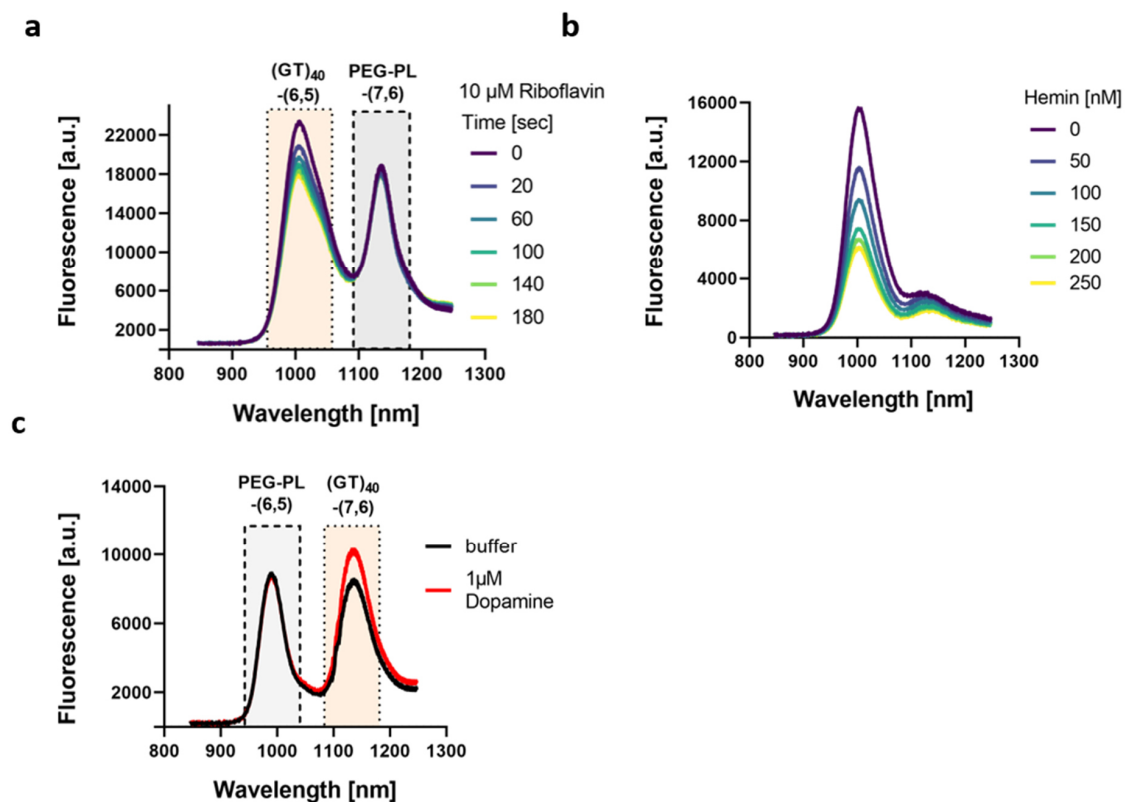 a
(GT)40
-(6,5)
PEG-PL
-(7,6)
10 µM Riboflavin
Time [sec]
0
20
60
100
140
180
Fluorescence [a.u.]
22000
18000
14000
10000
6000
2000
800
900
1000
1100
1200
1300
Wavelength [nm]
b
Hemin [nM]
0
50
100
150
200
250
Fluorescence [a.u.]
16000
12000
8000
4000
0
800
900
1000
1100
1200
1300
Wavelength [nm]
c
PEG-PL
-(6,5)
(GT)40
-(7,6)
buffer
1µM
Dopamine
Fluorescence [a.u.]
14000
10000
6000
2000
800
900
1000
1100
1200
1300
Wavelength [nm]